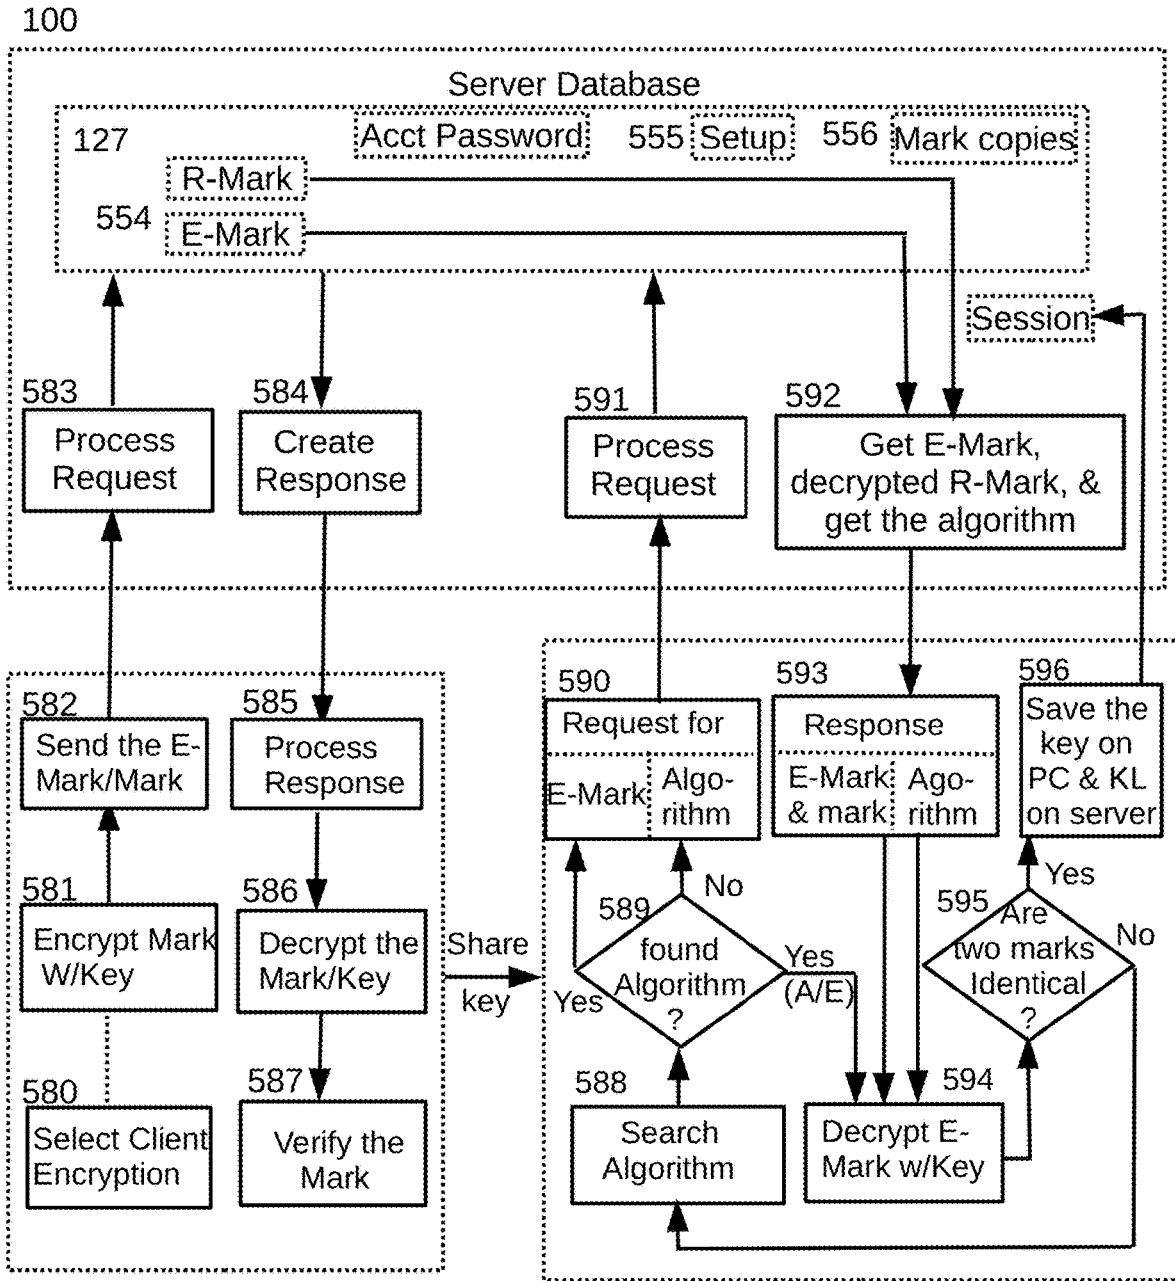 100
Server Database
127
Acct Password
555
Setup
556
Mark copies
R-Mark
554
E-Mark
Session
583
Process
Request
584
Create
Response
591
Process
Request
592
Get E-Mark,
decrypted R-Mark, &
get the algorithm
582
Send the E-
Mark/Mark
585
Process
Response
581
Encrypt Mark
W/Key
586
Decrypt the
Mark/Key
580
Select Client
Encryption
587
Verify the
Mark
Share
key
590
Request for
E-Mark
Algo-
rithm
593
Response
E-Mark
& mark
Ago-
rithm
596
Save the
key on
PC & KL
on server
589
found
Algorithm
?
No
Yes
Yes
(A/E)
595
Are
two marks
Identical
?
Yes
No
588
Search
Algorithm
594
Decrypt E-
Mark w/Key